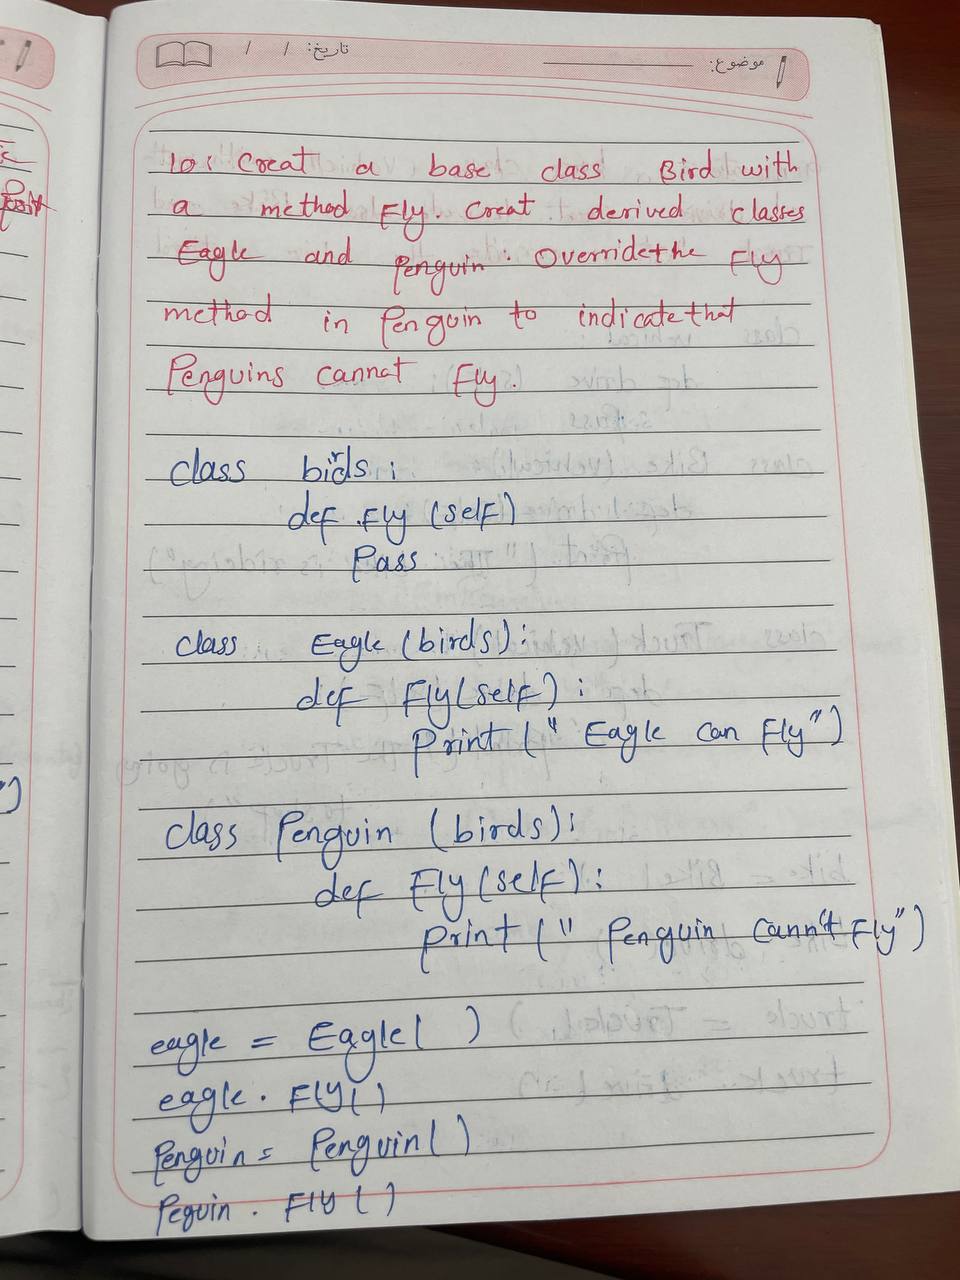 موضوع: تاريخ: / /
10: Creat a base class Bird with
a method Fly. Creat derived classes
Eagle and Penguin. Override the Fly
method in Penguin to indicate that
Penguins cannat Fly.
class birds:
def Fly (self)
Pass
class Eagle (birds):
def Fly (self):
Print (" Eagle can Fly")
class Penguin (birds):
def Fly (self):
Print (" Penguin Cann't Fly")
eagle = Eagle( )
eagle. Fly()
Penguin = Penguin( )
Peguin. Fly ( )